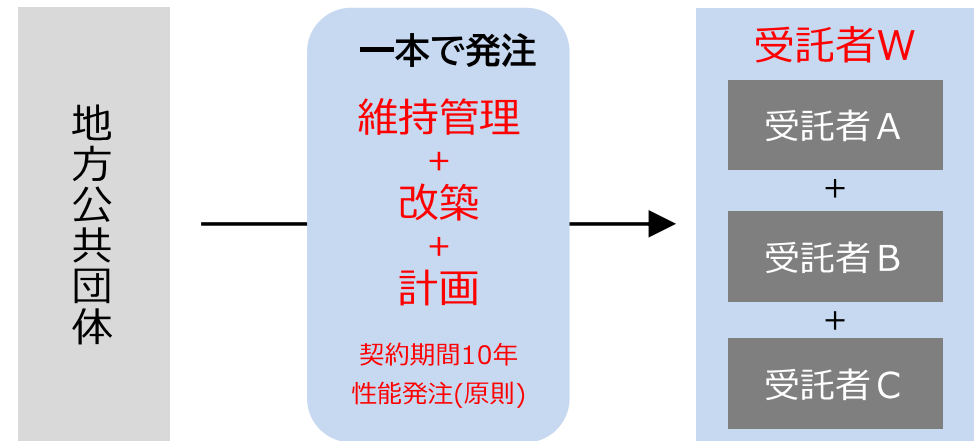 地方公共団体
一本で発注
維持管理
+
改築
+
計画
契約期間10年
性能発注(原則)
受託者W
受託者A
+
受託者B
+
受託者C